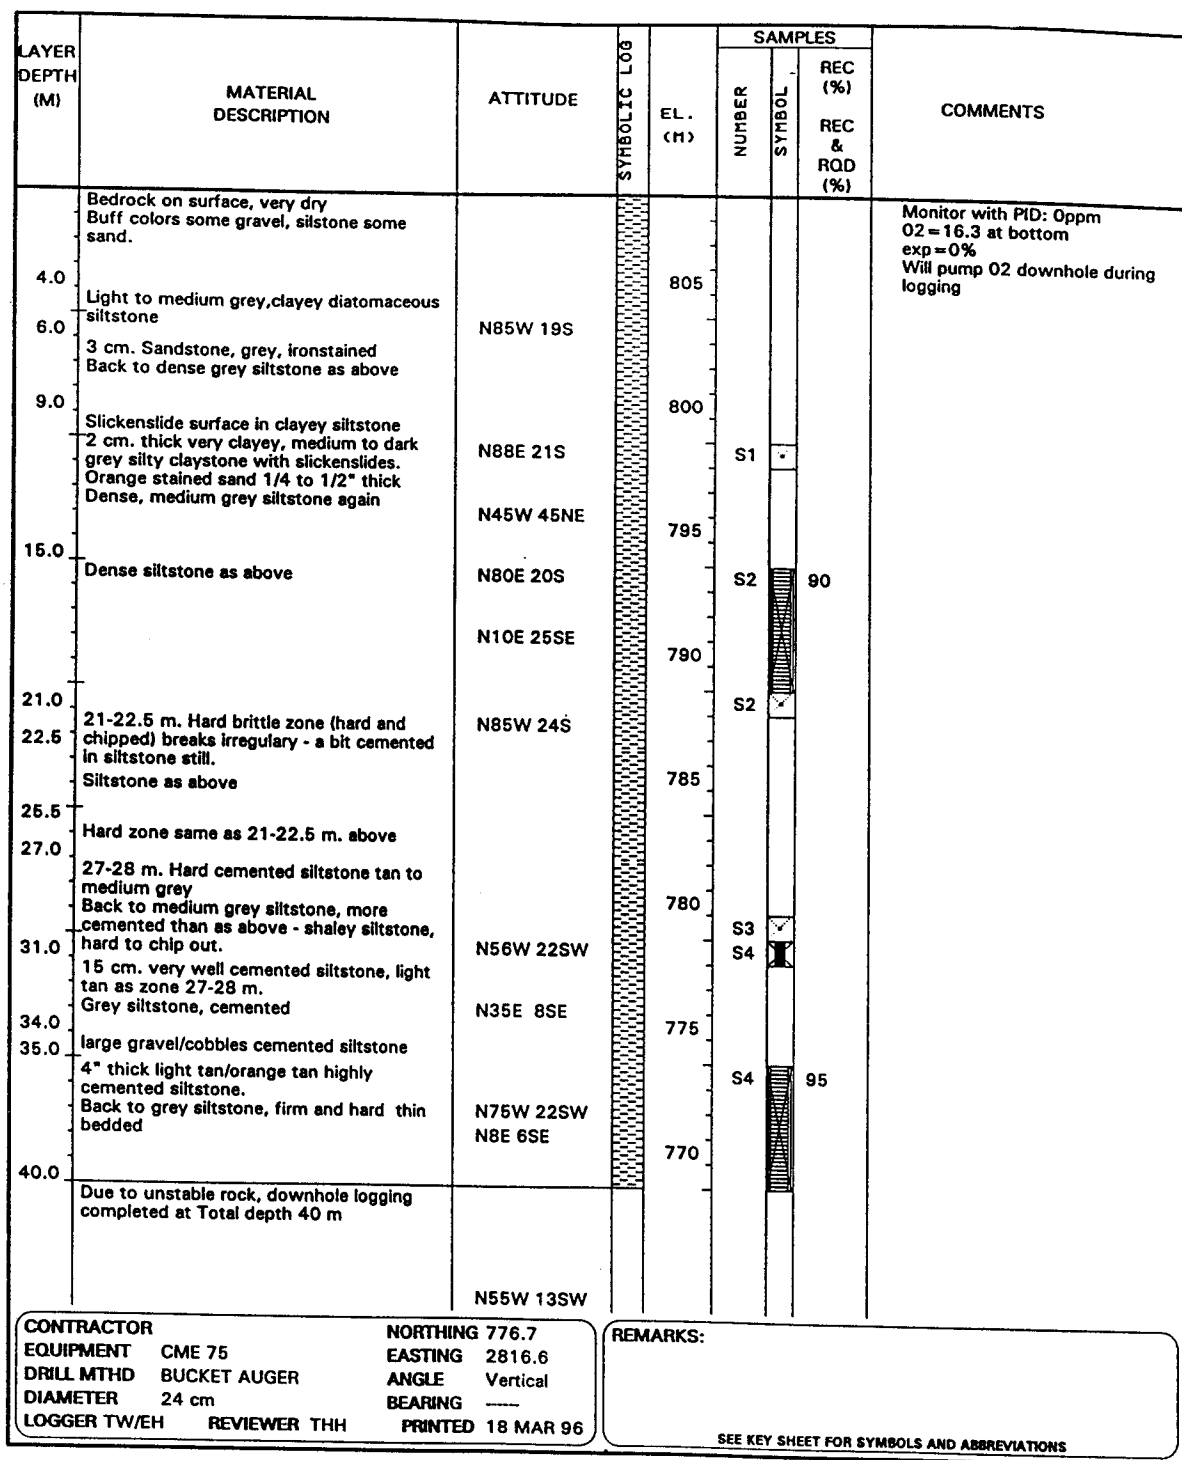 LAYER
DEPTH
(M)
MATERIAL
DESCRIPTION
ATTITUDE
SYMBOLIC LOG
EL.
(M)
SAMPLES
NUMBER
SYMBOL
REC
(%)
REC
&
RQD
(%)
COMMENTS
Bedrock on surface, very dry
Buff colors some gravel, silstone some
sand.
Monitor with PID: 0ppm
02=16.3 at bottom
exp=0%
Will pump 02 downhole during
logging
4.0
805
Light to medium grey,clayey diatomaceous
siltstone
6.0
N85W 19S
3 cm. Sandstone, grey, ironstained
Back to dense grey siltstone as above
9.0
800
Slickenslide surface in clayey siltstone
2 cm. thick very clayey, medium to dark
grey silty claystone with slickenslides.
Orange stained sand 1/4 to 1/2" thick
Dense, medium grey siltstone again
N88E 21S
S1
N45W 45NE
795
15.0
Dense siltstone as above
N80E 20S
S2
90
N10E 25SE
790
21.0
S2
21-22.5 m. Hard brittle zone (hard and
chipped) breaks irregulary - a bit cemented
in siltstone still.
N85W 24S
22.5
Siltstone as above
785
25.5
Hard zone same as 21-22.5 m. above
27.0
27-28 m. Hard cemented siltstone tan to
medium grey
Back to medium grey siltstone, more
cemented than as above - shaley siltstone,
hard to chip out.
780
S3
31.0
N56W 22SW
S4
15 cm. very well cemented siltstone, light
tan as zone 27-28 m.
Grey siltstone, cemented
N35E 8SE
34.0
775
35.0
large gravel/cobbles cemented siltstone
4" thick light tan/orange tan highly
cemented siltstone.
S4
95
Back to grey siltstone, firm and hard thin
bedded
N75W 22SW
N8E 6SE
770
40.0
Due to unstable rock, downhole logging
completed at Total depth 40 m
N55W 13SW
CONTRACTOR
NORTHING 776.7
EQUIPMENT CME 75
EASTING 2816.6
DRILL MTHD BUCKET AUGER
ANGLE Vertical
DIAMETER 24 cm
BEARING -----
LOGGER TW/EH REVIEWER THH
PRINTED 18 MAR 96
REMARKS:
SEE KEY SHEET FOR SYMBOLS AND ABBREVIATIONS